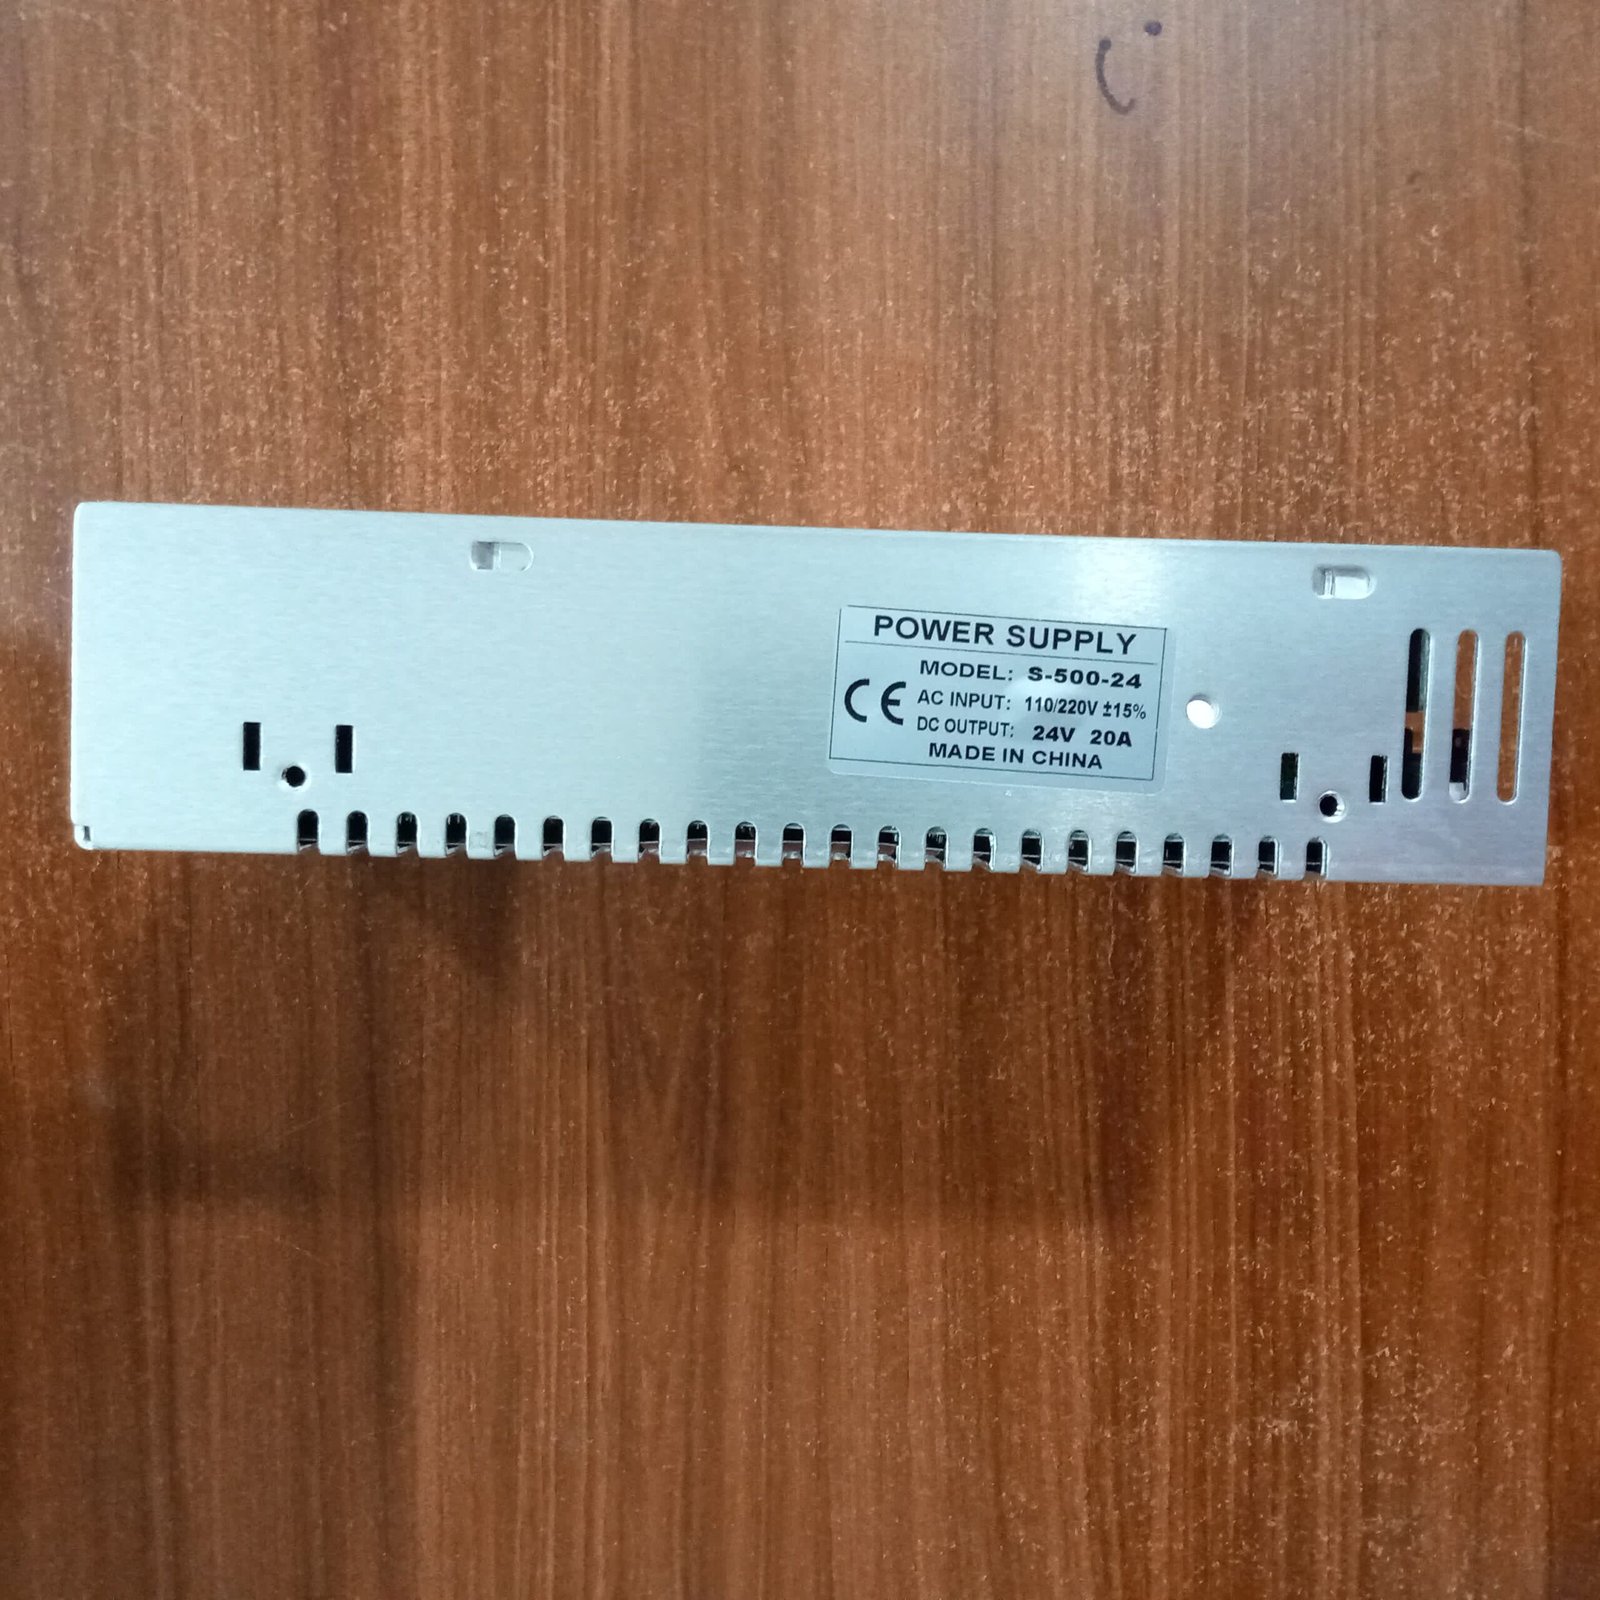 POWER SUPPLY
MODEL: S-500-24
CE AC INPUT: 110/220V ±15%
DC OUTPUT: 24V 20A
MADE IN CHINA